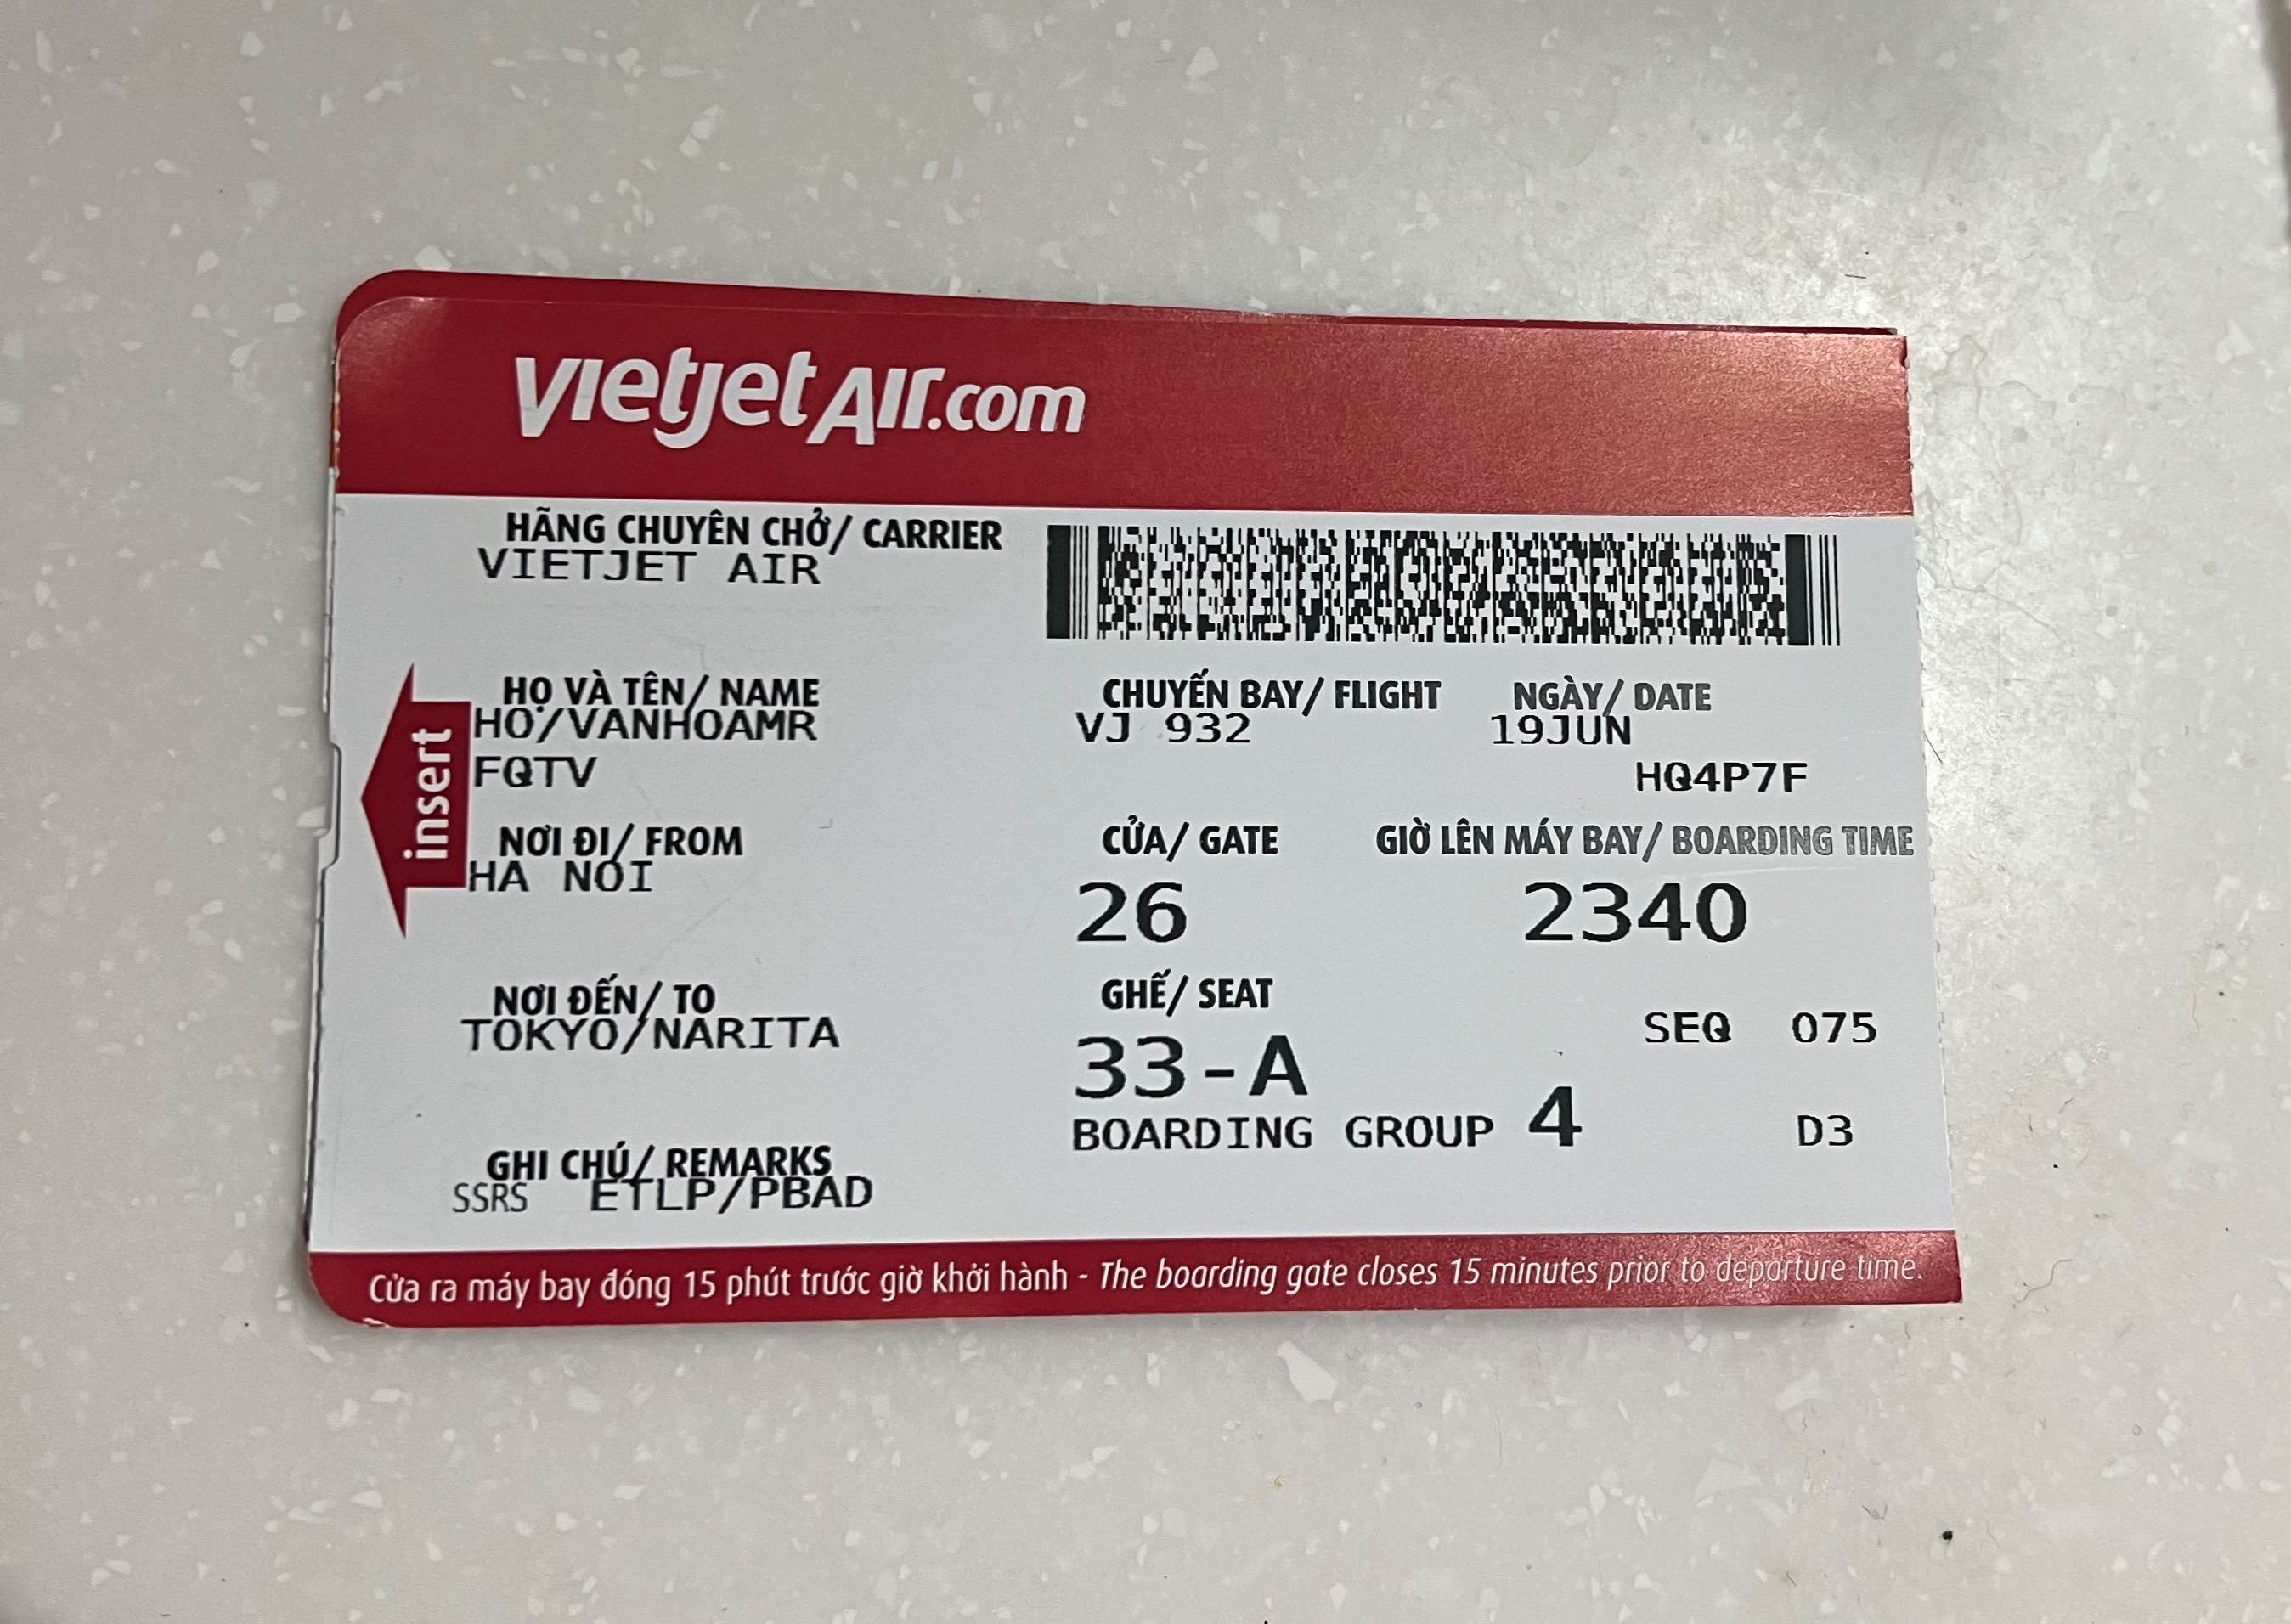 vietjetAir.com
HÃNG CHUYÊN CHỞ/ CARRIER
VIETJET AIR
HỌ VÀ TÊN/ NAME
HO/VANHOAMR
FQTV
CHUYẾN BAY/ FLIGHT
VJ 932
NGÀY/ DATE
19JUN
HQ4P7F
insert
NƠI ĐI/ FROM
HA NOI
CỬA/ GATE
26
GIỜ LÊN MÁY BAY/ BOARDING TIME
2340
NƠI ĐẾN/ TO
TOKYO/NARITA
GHẾ/ SEAT
33-A
SEQ 075
BOARDING GROUP 4
D3
GHI CHÚ/ REMARKS
SSRS ETLP/PBAD
Cửa ra máy bay đóng 15 phút trước giờ khởi hành - The boarding gate closes 15 minutes prior to departure time.